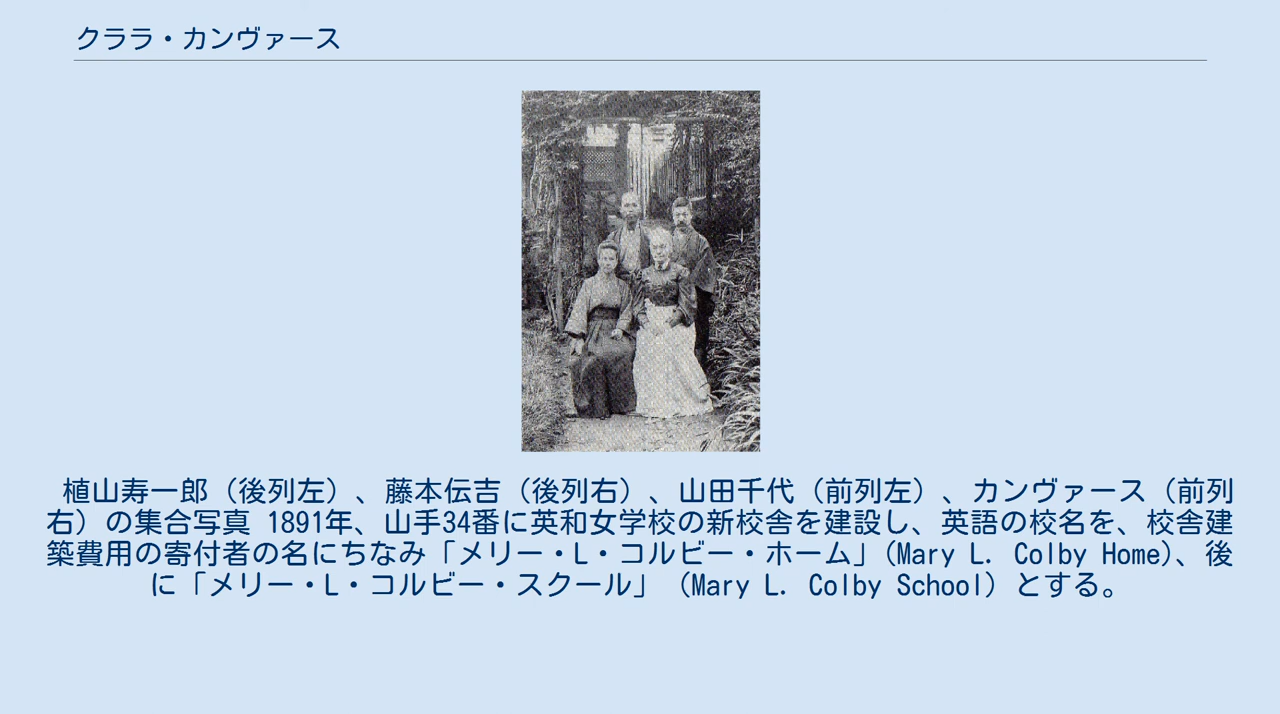 クララ・カンヴァース
植山寿一郎（後列左）、藤本伝吉（後列右）、山田千代（前列左）、カンヴァース（前列
右）の集合写真 1891年、山手34番に英和女学校の新校舎を建設し、英語の校名を、校舎建
築費用の寄付者の名にちなみ「メリー・L・コルビー・ホーム」(Mary L. Colby Home)、後
に「メリー・L・コルビー・スクール」（Mary L. Colby School）とする。